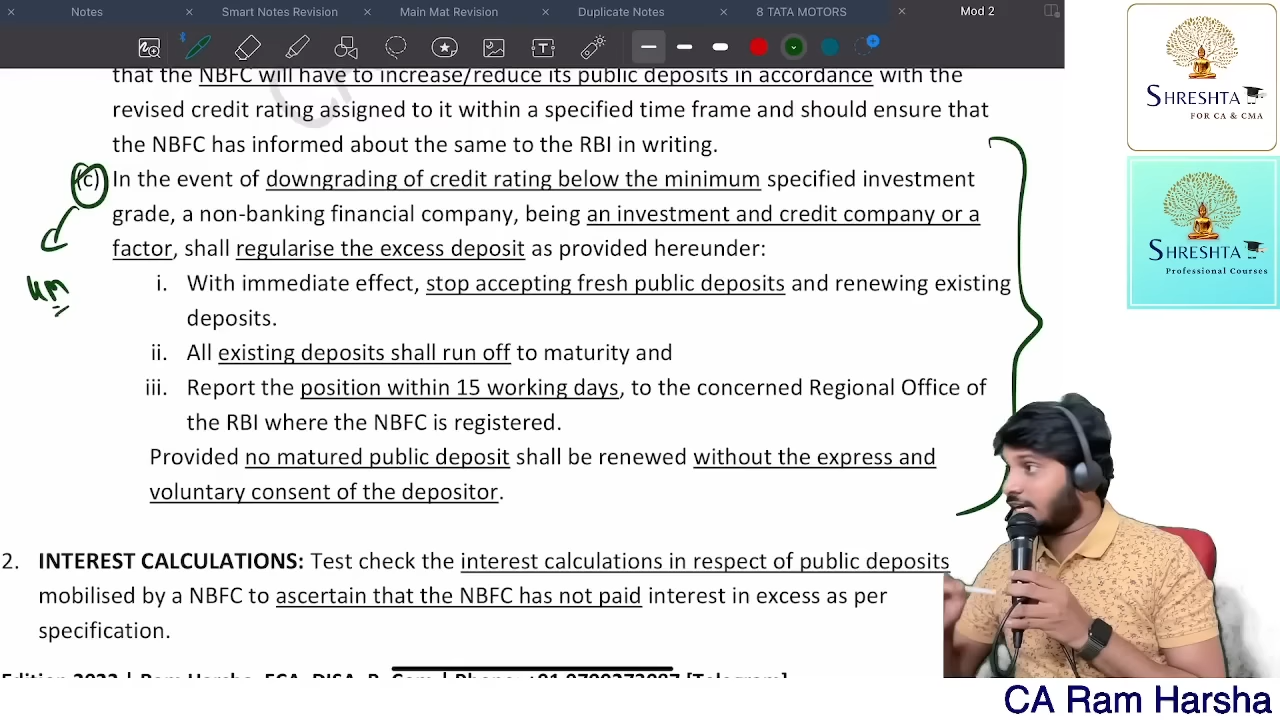 Notes
Smart Notes Revision
Main Mat Revision
Duplicate Notes
8 TATA MOTORS
Mod 2
that the NBFC will have to increase/reduce its public deposits in accordance with the
revised credit rating assigned to it within a specified time frame and should ensure that
the NBFC has informed about the same to the RBI in writing.
(c) In the event of downgrading of credit rating below the minimum specified investment
grade, a non-banking financial company, being an investment and credit company or a
factor, shall regularise the excess deposit as provided hereunder:
i. With immediate effect, stop accepting fresh public deposits and renewing existing
deposits.
ii. All existing deposits shall run off to maturity and
iii. Report the position within 15 working days, to the concerned Regional Office of
the RBI where the NBFC is registered.
Provided no matured public deposit shall be renewed without the express and
voluntary consent of the depositor.
2. INTEREST CALCULATIONS: Test check the interest calculations in respect of public deposits
mobilised by a NBFC to ascertain that the NBFC has not paid interest in excess as per
specification.
4m
SHRESHTA
FOR CA & CMA
SHRESHTA
Professional Courses
CA Ram Harsha